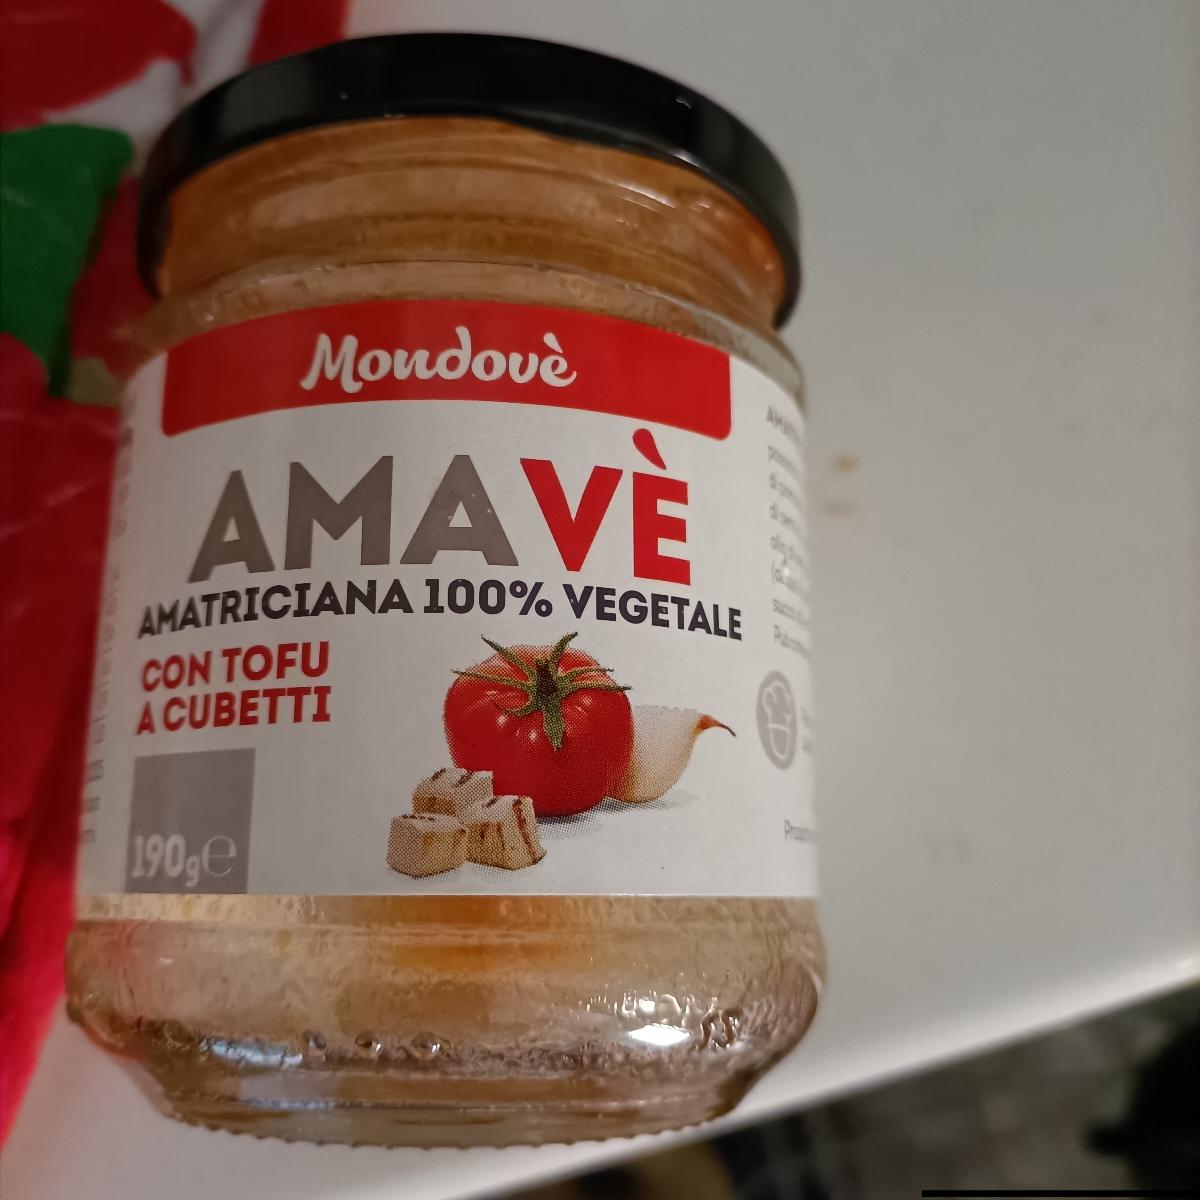 Mondovè
AMAVÈ
AMATRICIANA 100% VEGETALE
CON TOFU
A CUBETTI
190g e